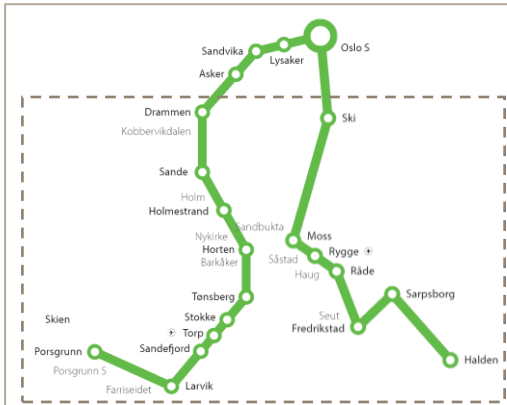 Oslo S
Sandvika
Lysaker
Asker
Drammen
Ski
Kobbervikdalen
Sande
Holm
Holmestrand
Sandbukta
Nykirke
Moss
Horten
Rygge
Såstad
Barkåker
Haug
Råde
Tønsberg
Sarpsborg
Seut
Stokke
Skien
Fredrikstad
Torp
Porsgrunn
Sandefjord
Halden
Porsgrunn S
Farriseidet
Larvik